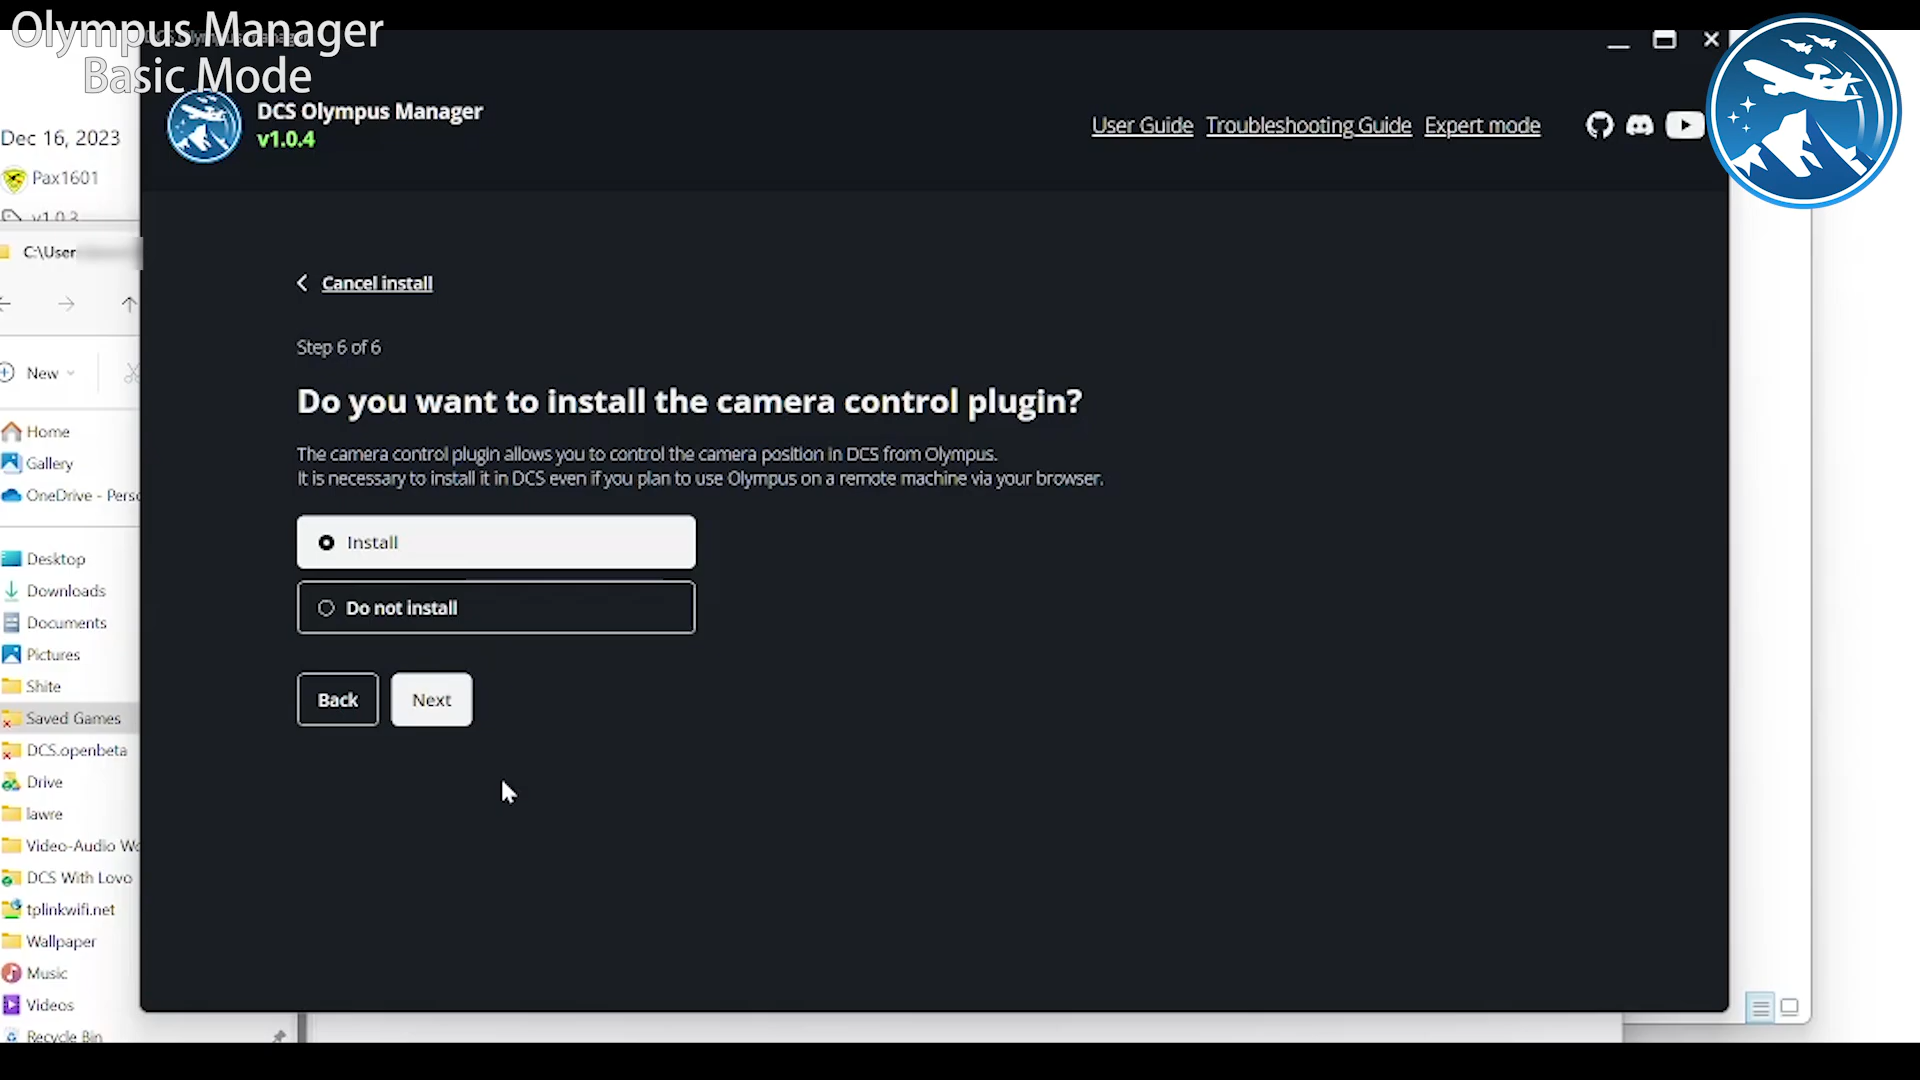 Olympus Manager
Basic Mode
DCS Olympus Manager
v1.0.4
User Guide Troubleshooting Guide Expert mode
Dec 16, 2023
Pax1601
v1.0.3
C:\User
New
Home
Gallery
OneDrive - Perso
Desktop
Downloads
Documents
Pictures
Shite
Saved Games
DCS.openbeta
Drive
lawre
Video-Audio Wo
DCS With Lovo
tplinkwifi.net
Wallpaper
Music
Videos
Recycle Bin
Cancel install
Step 6 of 6
Do you want to install the camera control plugin?
The camera control plugin allows you to control the camera position in DCS from Olympus.
It is necessary to install it in DCS even if you plan to use Olympus on a remote machine via your browser.
Install
Do not install
Back Next